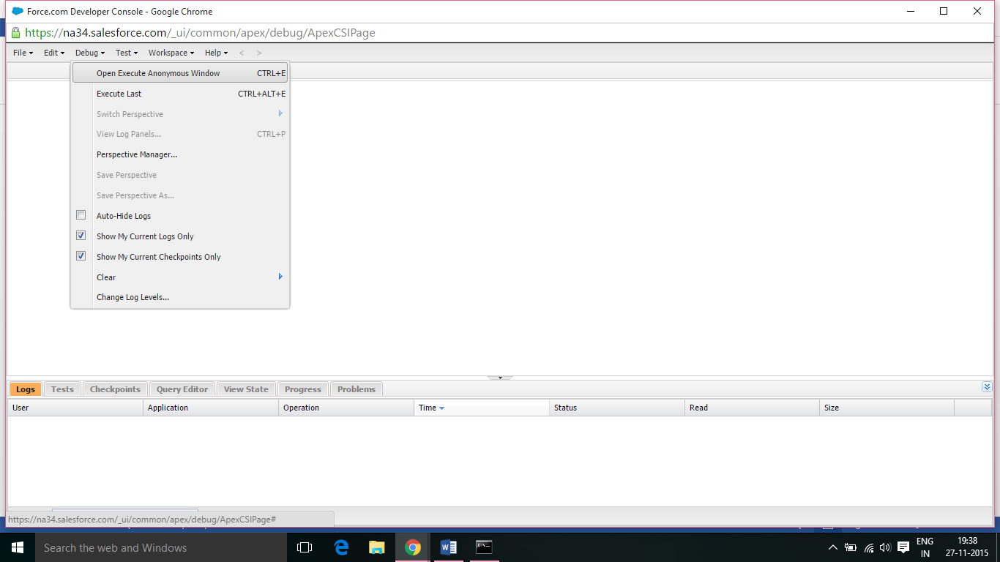 Force.com Developer Console - Google Chrome
https://na34.salesforce.com/_ui/common/apex/debug/ApexCSIPage
File Edit Debug Test Workspace Help < >
Open Execute Anonymous Window CTRL+E
Execute Last CTRL+ALT+E
Switch Perspective
View Log Panels... CTRL+P
Perspective Manager...
Save Perspective
Save Perspective As...
Auto-Hide Logs
Show My Current Logs Only
Show My Current Checkpoints Only
Clear
Change Log Levels...
Logs Tests Checkpoints Query Editor View State Progress Problems
User Application Operation Time Status Read Size
https://na34.salesforce.com/_ui/common/apex/debug/ApexCSIPage#
Search the web and Windows
ENG 19:38
IN 27-11-2015